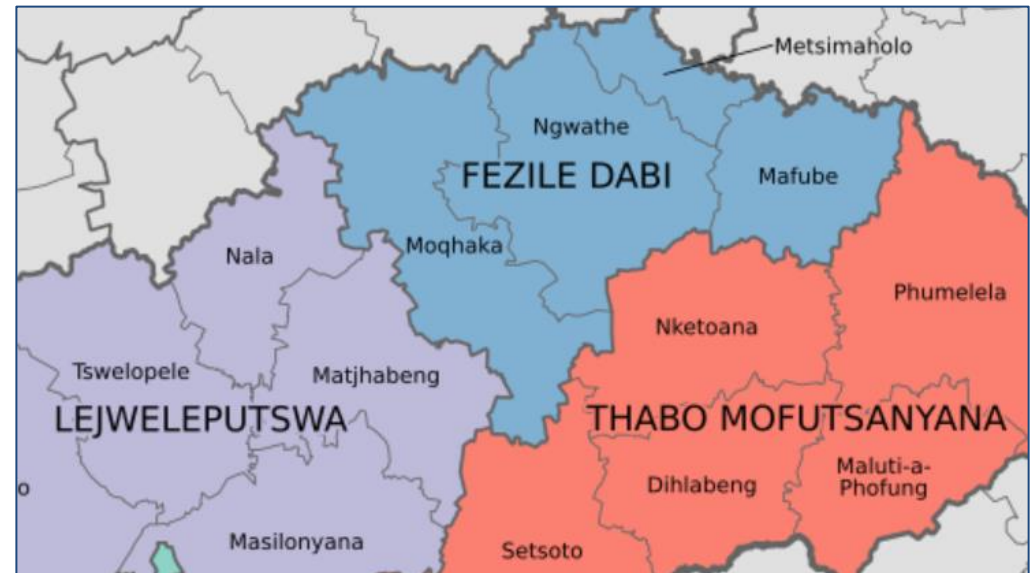 Metsimaholo
Ngwathe
FEZILE DABI
Mafube
Nala
Moqhaka
Phumelela
Nketoana
Tswelopele
Matjhabeng
LEJWELEPUTSWA
THABO MOFUTSANYANA
Maluti-a-
Phofung
Dihlabeng
o
Masilonyana
Setsoto